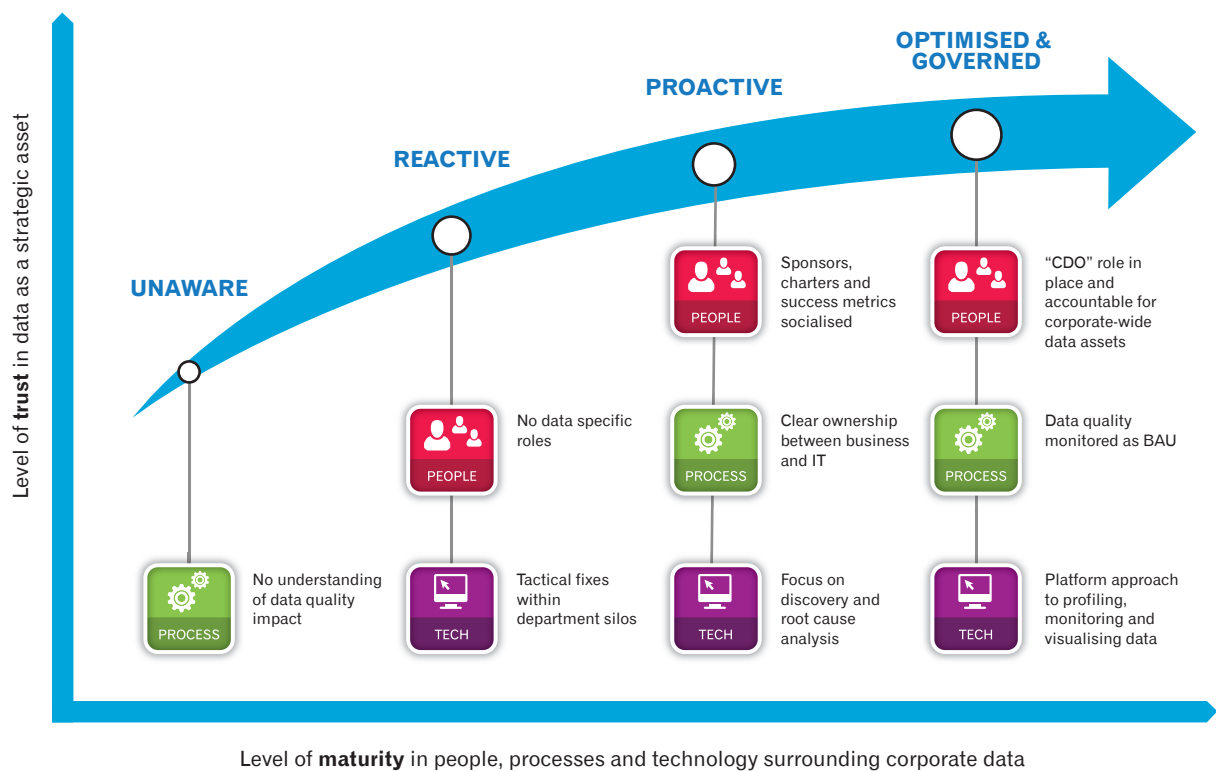 OPTIMISED &
GOVERNED
PROACTIVE
REACTIVE
UNAWARE
Level of trust in data as a strategic asset
PROCESS
No understanding
of data quality
impact
PEOPLE
No data specific
roles
TECH
Tactical fixes
within
department silos
PEOPLE
Sponsors,
charters and
success metrics
socialised
PROCESS
Clear ownership
between business
and IT
TECH
Focus on
discovery and
root cause
analysis
PEOPLE
“CDO” role in
place and
accountable for
corporate-wide
data assets
PROCESS
Data quality
monitored as BAU
TECH
Platform approach
to profiling,
monitoring and
visualising data
Level of maturity in people, processes and technology surrounding corporate data